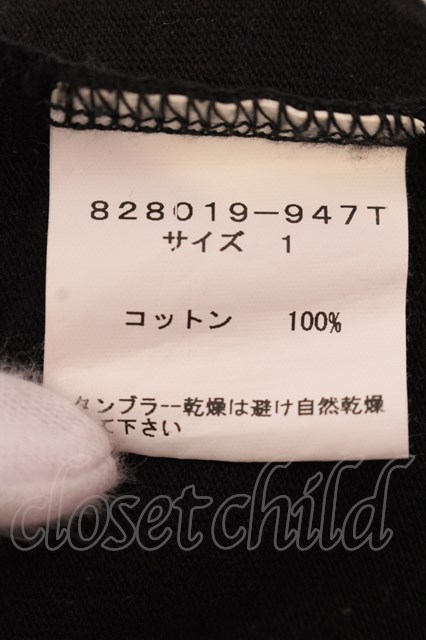 828019-947T
サイズ 1
コットン 100%
タンブラー乾燥は避け自然乾燥
て下さい
closetchild